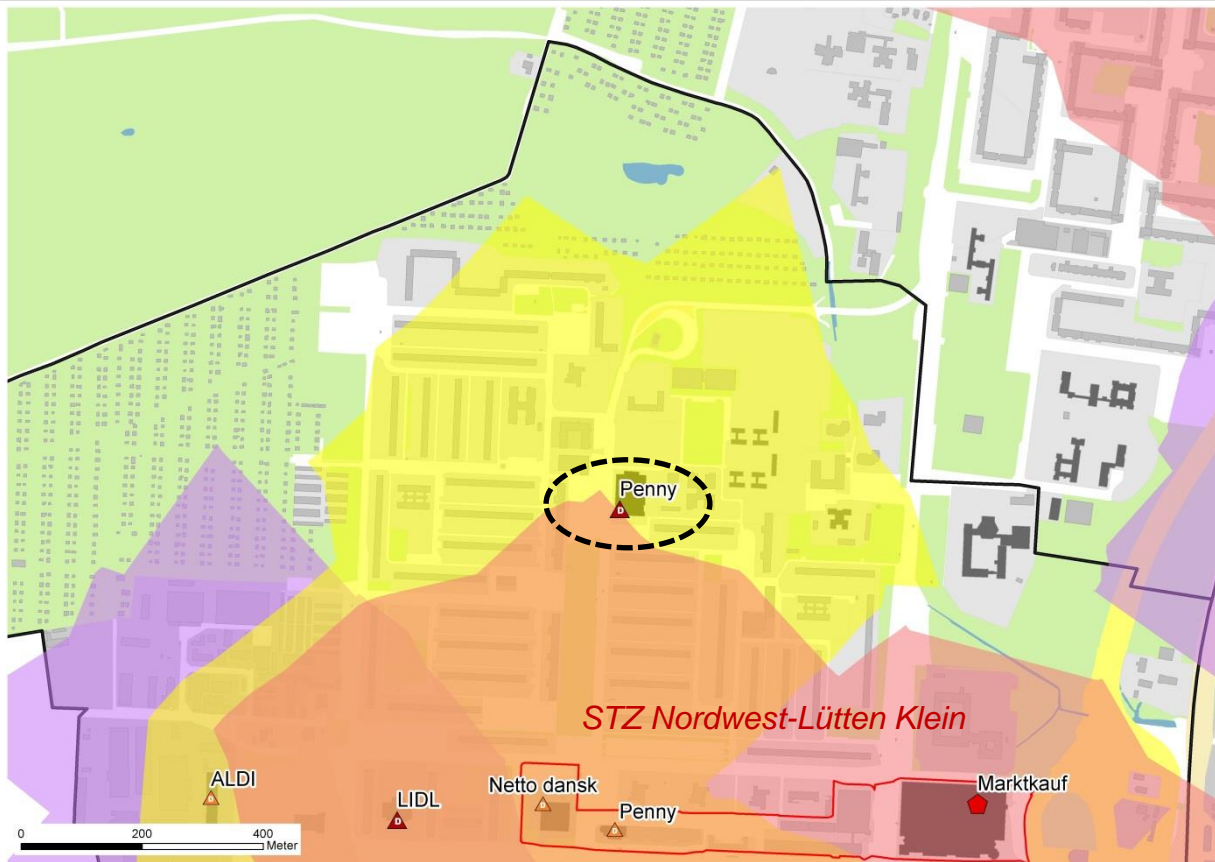 Penny
D
STZ Nordwest-Lütten Klein
ALDI
D
LIDL
D
Netto dansk
D
Penny
D
Marktkauf
0 200 400
Meter